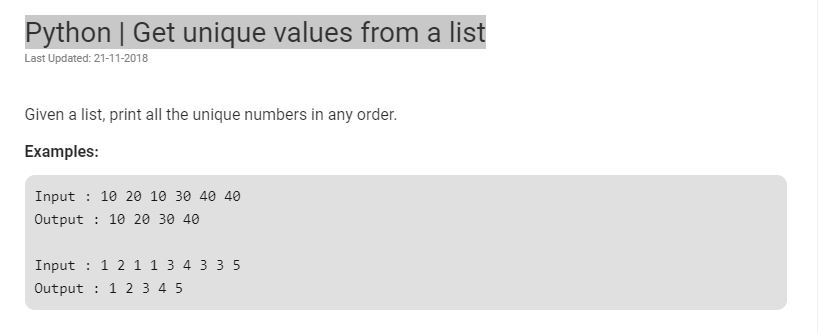 Python | Get unique values from a list
Last Updated: 21-11-2018
Given a list, print all the unique numbers in any order.
Examples:
Input : 10 20 10 30 40 40
Output : 10 20 30 40
Input : 1 2 1 1 3 4 3 3 5
Output : 1 2 3 4 5